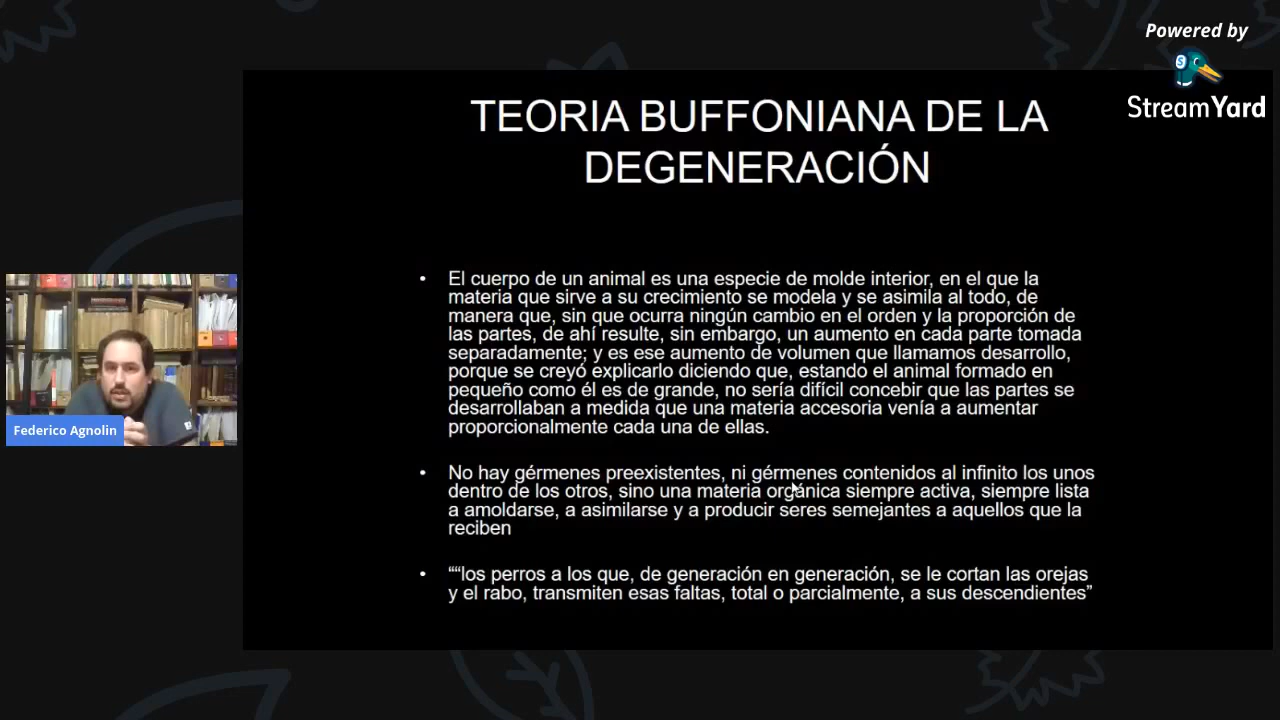 Powered by
StreamYard
TEORIA BUFFONIANA DE LA
DEGENERACIÓN
• El cuerpo de un animal es una especie de molde interior, en el que la
materia que sirve a su crecimiento se modela y se asimila al todo, de
manera que, sin que ocurra ningún cambio en el orden y la proporción de
las partes, de ahí resulte, sin embargo, un aumento en cada parte tomada
separadamente; y es ese aumento de volumen que llamamos desarrollo,
porque se creyó explicarlo diciendo que, estando el animal formado en
pequeño como él es de grande, no sería difícil concebir que las partes se
desarrollaban a medida que una materia accesoria venía a aumentar
proporcionalmente cada una de ellas.
• No hay gérmenes preexistentes, ni gérmenes contenidos al infinito los unos
dentro de los otros, sino una materia orgánica siempre activa, siempre lista
a amoldarse, a asimilarse y a producir seres semejantes a aquellos que la
reciben
• ““los perros a los que, de generación en generación, se le cortan las orejas
y el rabo, transmiten esas faltas, total o parcialmente, a sus descendientes”
Federico Agnolin